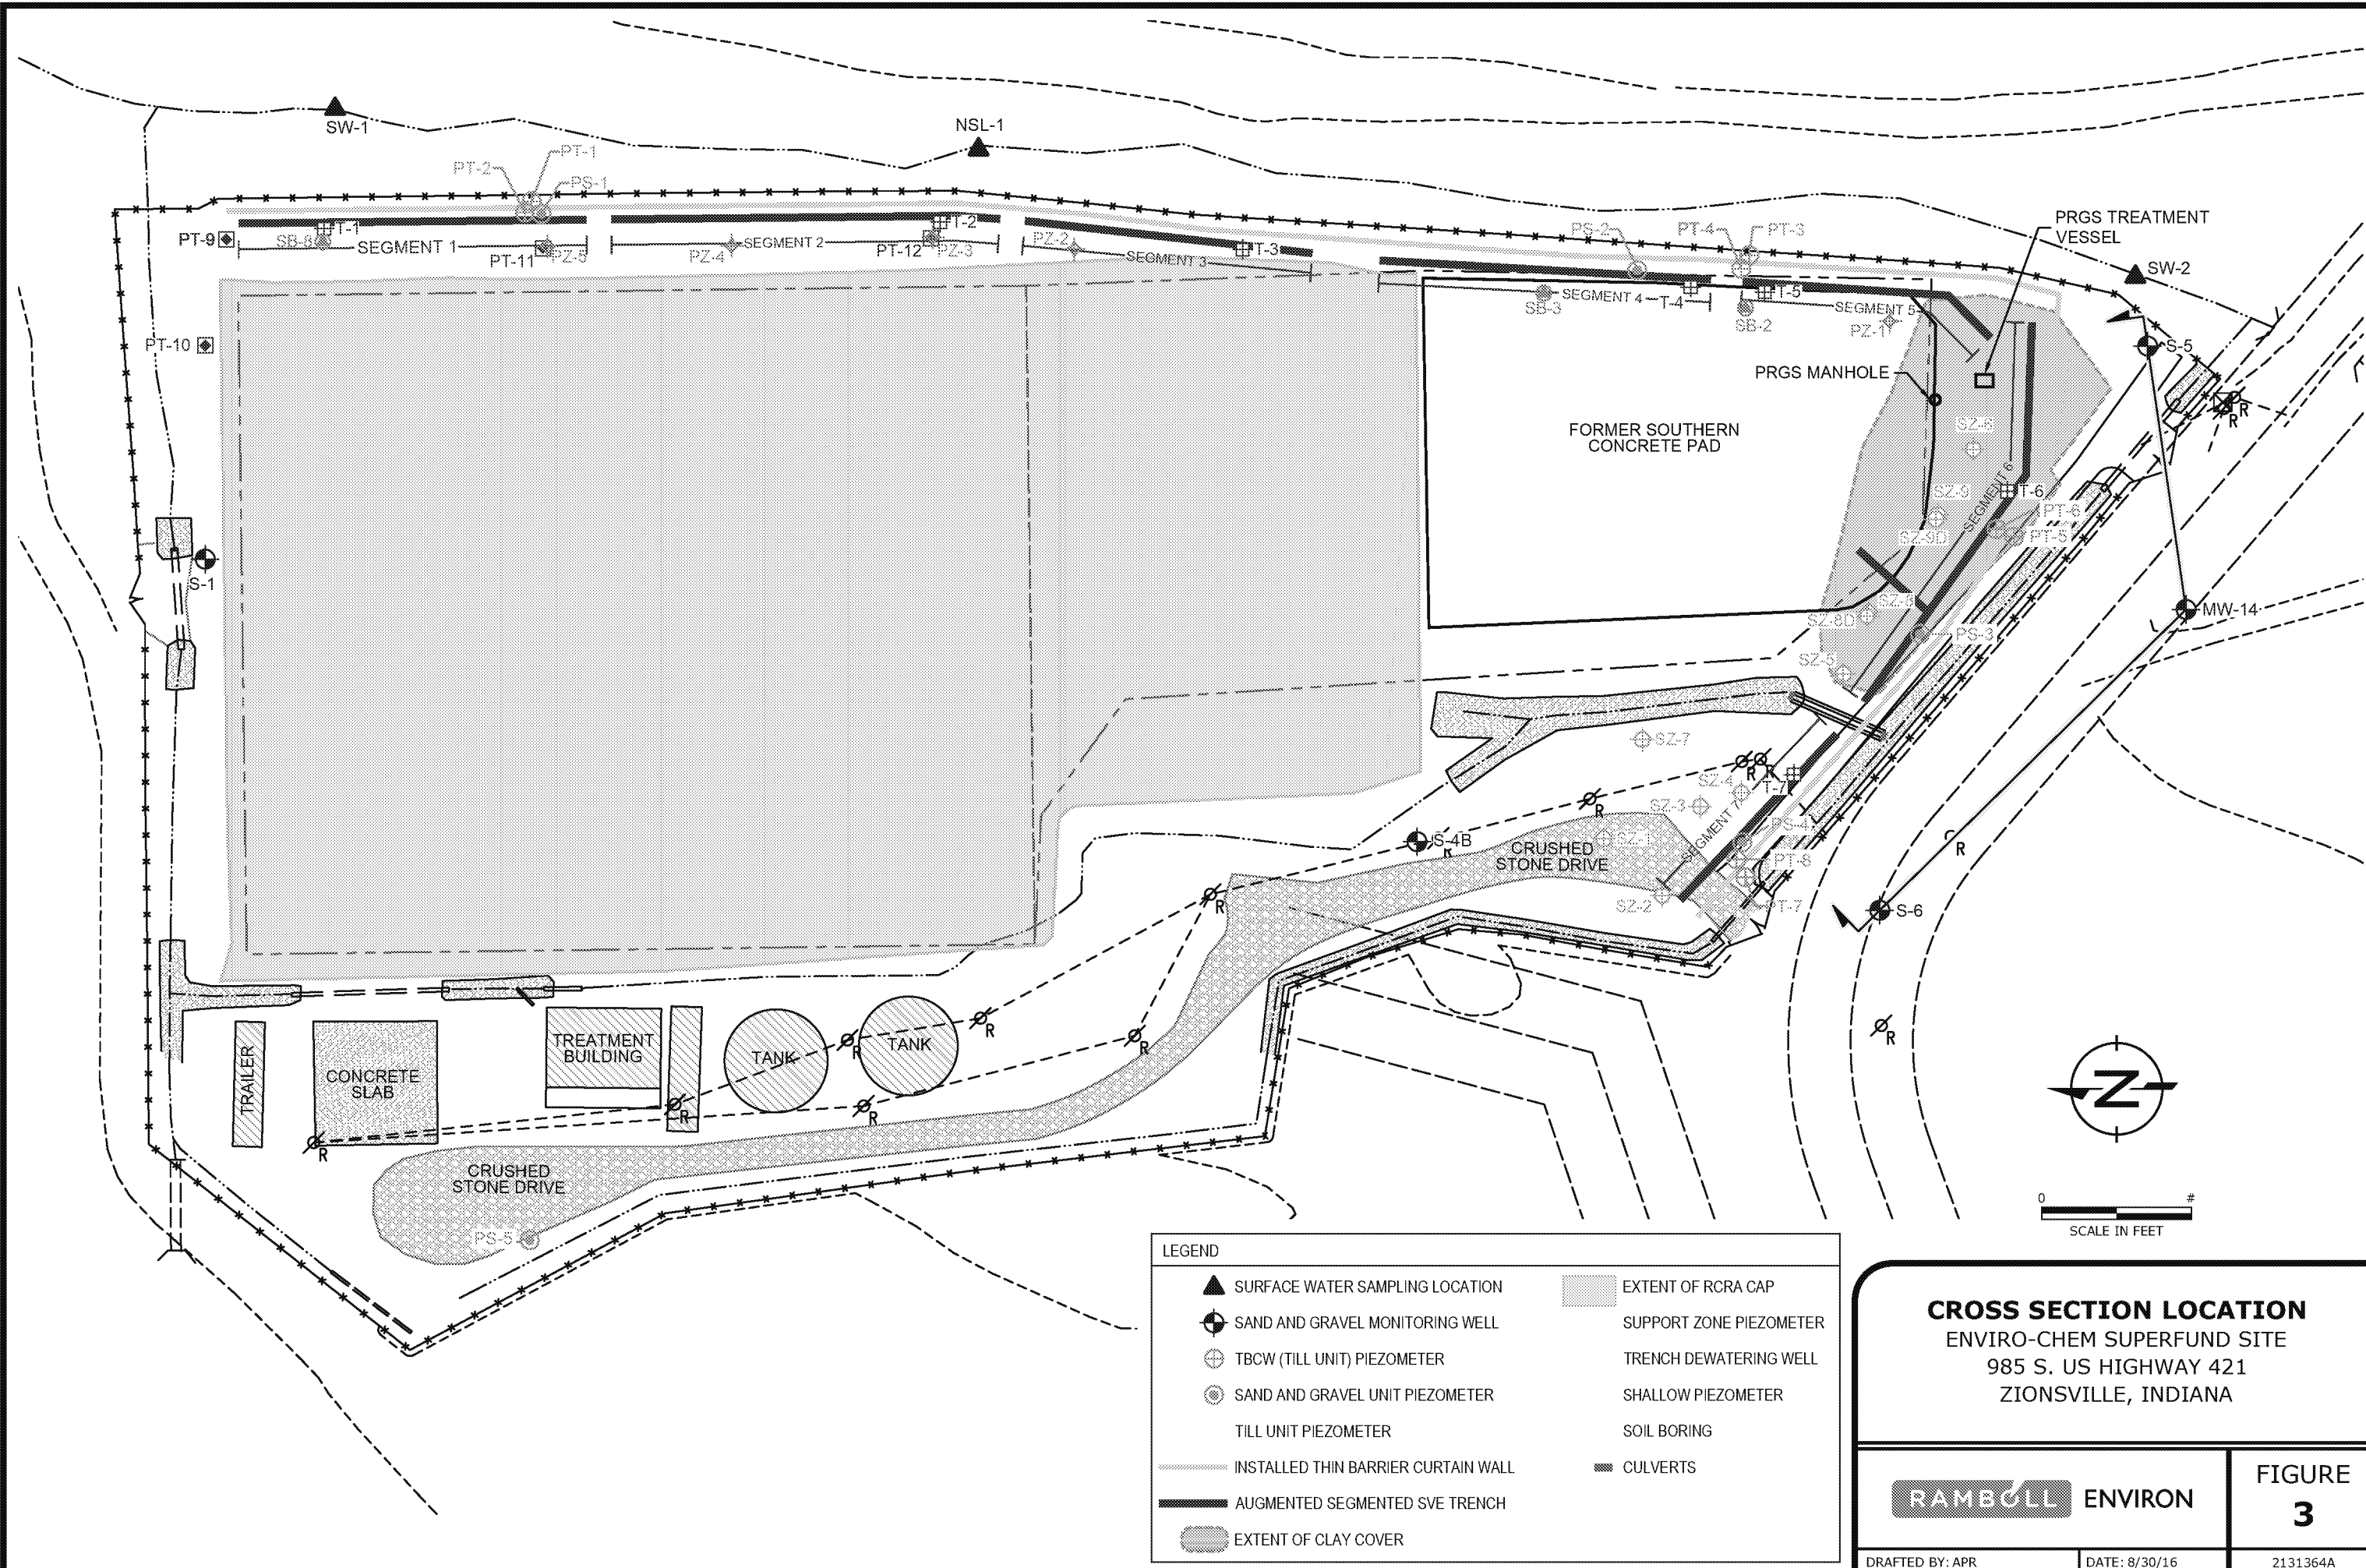 SW-1
NSL-1
PT-2
PT-1
PS-1
PT-9
SB-8
T-1
SEGMENT 1
PT-11
PZ-5
PZ-4
SEGMENT 2
PT-12
T-2
PZ-3
PZ-2
SEGMENT 3
T-3
PS-2
PT-4
PT-3
PRGS TREATMENT
VESSEL
SW-2
SB-3
SEGMENT 4
T-4
T-5
SB-2
SEGMENT 5
PZ-1
PT-10
S-5
PRGS MANHOLE
R
R
FORMER SOUTHERN
CONCRETE PAD
SZ-6
SEGMENT 6
SZ-9
T-6
PT-6
SZ-9D
PT-5
S-1
SZ-8
SZ-8D
MW-14
PS-3
SZ-5
SZ-7
R
R
SZ-4
T-7
SZ-3
R
SEGMENT 7
PS-4
S-4B
R
SZ-1
CRUSHED
STONE DRIVE
PT-8
R
SZ-2
PT-7
R
S-6
R
TRAILER
CONCRETE
SLAB
TREATMENT
BUILDING
TANK
TANK
R
R
R
R
R
R
R
CRUSHED
STONE DRIVE
PS-5
N
0 #
SCALE IN FEET
LEGEND
SURFACE WATER SAMPLING LOCATION
SAND AND GRAVEL MONITORING WELL
TBCW (TILL UNIT) PIEZOMETER
SAND AND GRAVEL UNIT PIEZOMETER
TILL UNIT PIEZOMETER
INSTALLED THIN BARRIER CURTAIN WALL
AUGMENTED SEGMENTED SVE TRENCH
EXTENT OF CLAY COVER
EXTENT OF RCRA CAP
SUPPORT ZONE PIEZOMETER
TRENCH DEWATERING WELL
SHALLOW PIEZOMETER
SOIL BORING
CULVERTS
CROSS SECTION LOCATION
ENVIRO-CHEM SUPERFUND SITE
985 S. US HIGHWAY 421
ZIONSVILLE, INDIANA
RAMBOLL ENVIRON
FIGURE
3
DRAFTED BY: APR
DATE: 8/30/16
2131364A